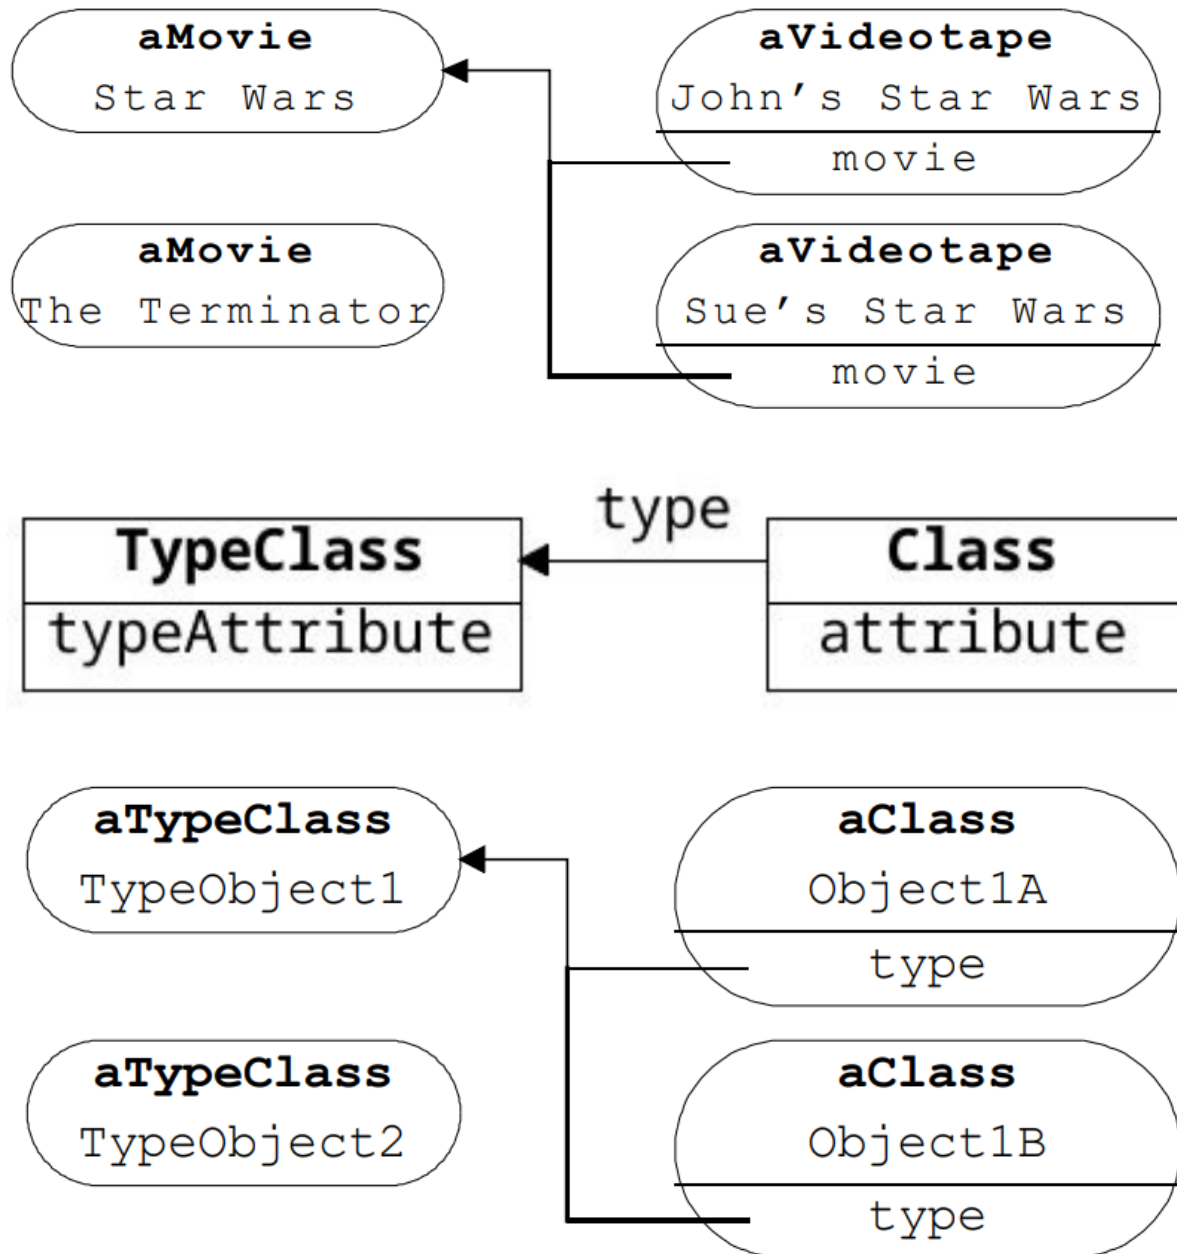 aMovie
Star Wars
aVideotape
John’s Star Wars
movie
aMovie
The Terminator
aVideotape
Sue’s Star Wars
movie
type
TypeClass
typeAttribute
Class
attribute
aTypeClass
TypeObject1
aClass
Object1A
type
aTypeClass
TypeObject2
aClass
Object1B
type